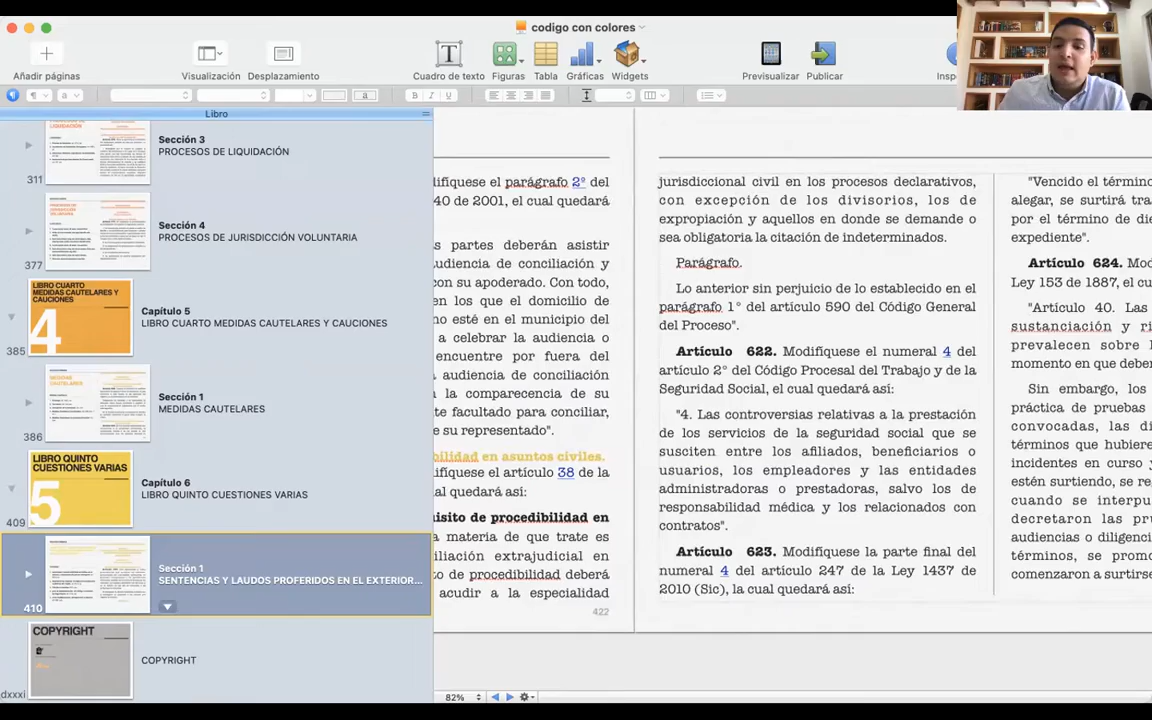 codigo con colores
Añadir páginas
Visualización
Desplazamiento
Cuadro de texto
Figuras
Tabla
Gráficas
Widgets
Previsualizar
Publicar
Libro
311
Sección 3
PROCESOS DE LIQUIDACIÓN
377
Sección 4
PROCESOS DE JURISDICCIÓN VOLUNTARIA
385
LIBRO CUARTO
MEDIDAS CAUTELARES Y
CAUCIONES
4
Capítulo 5
LIBRO CUARTO MEDIDAS CAUTELARES Y CAUCIONES
386
MEDIDAS
CAUTELARES
Sección 1
MEDIDAS CAUTELARES
409
LIBRO QUINTO
CUESTIONES VARIAS
5
Capítulo 6
LIBRO QUINTO CUESTIONES VARIAS
410
Sección 1
SENTENCIAS Y LAUDOS PROFERIDOS EN EL EXTERIOR...
COPYRIGHT
COPYRIGHT
dxxxi
difíquese el parágrafo 2º del
40 de 2001, el cual quedará
s partes deberán asistir
udiencia de conciliación y
con su apoderado. Con todo,
en los que el domicilio de
no esté en el municipio del
a celebrar la audiencia o
encuentre por fuera del
audiencia de conciliación
n la comparecencia de su
te facultado para conciliar,
e su representado".
bilidad en asuntos civiles.
difíquese el artículo 38 de la
al quedará así:
uisito de procedibilidad en
a materia de que trate es
iliación extrajudicial en
to de procedibilidad deberá
acudir a la especialidad
422
jurisdiccional civil en los procesos declarativos,
con excepción de los divisorios, los de
expropiación y aquellos en donde se demande o
sea obligatoria la citación de indeterminados.
Parágrafo.
Lo anterior sin perjuicio de lo establecido en el
parágrafo 1° del artículo 590 del Código General
del Proceso".
Artículo 622. Modifíquese el numeral 4 del
artículo 2° del Código Procesal del Trabajo y de la
Seguridad Social, el cual quedará así:
"4. Las controversias relativas a la prestación
de los servicios de la seguridad social que se
susciten entre los afiliados, beneficiarios o
usuarios, los empleadores y las entidades
administradoras o prestadoras, salvo los de
responsabilidad médica y los relacionados con
contratos".
Artículo 623. Modifíquese la parte final del
numeral 4 del artículo 247 de la Ley 1437 de
2010 (Sic), la cual quedará así:
"Vencido el término
alegar, se surtirá tra
por el término de die
expediente".
Artículo 624. Mod
Ley 153 de 1887, el cu
"Artículo 40. Las
sustanciación y ri
prevalecen sobre l
momento en que debe
Sin embargo, los
práctica de pruebas
convocadas, las di
términos que hubiere
incidentes en curso y
estén surtiendo, se re
cuando se interpu
decretaron las pru
audiencias o diligenci
términos, se promo
comenzaron a surtirse
82%